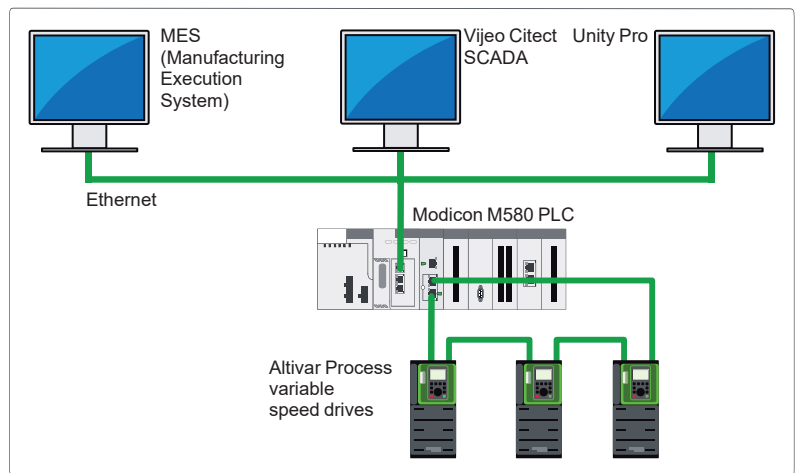 MES
(Manufacturing
Execution
System)
Vijeo Citect
SCADA
Unity Pro
Ethernet
Modicon M580 PLC
Altivar Process
variable
speed drives